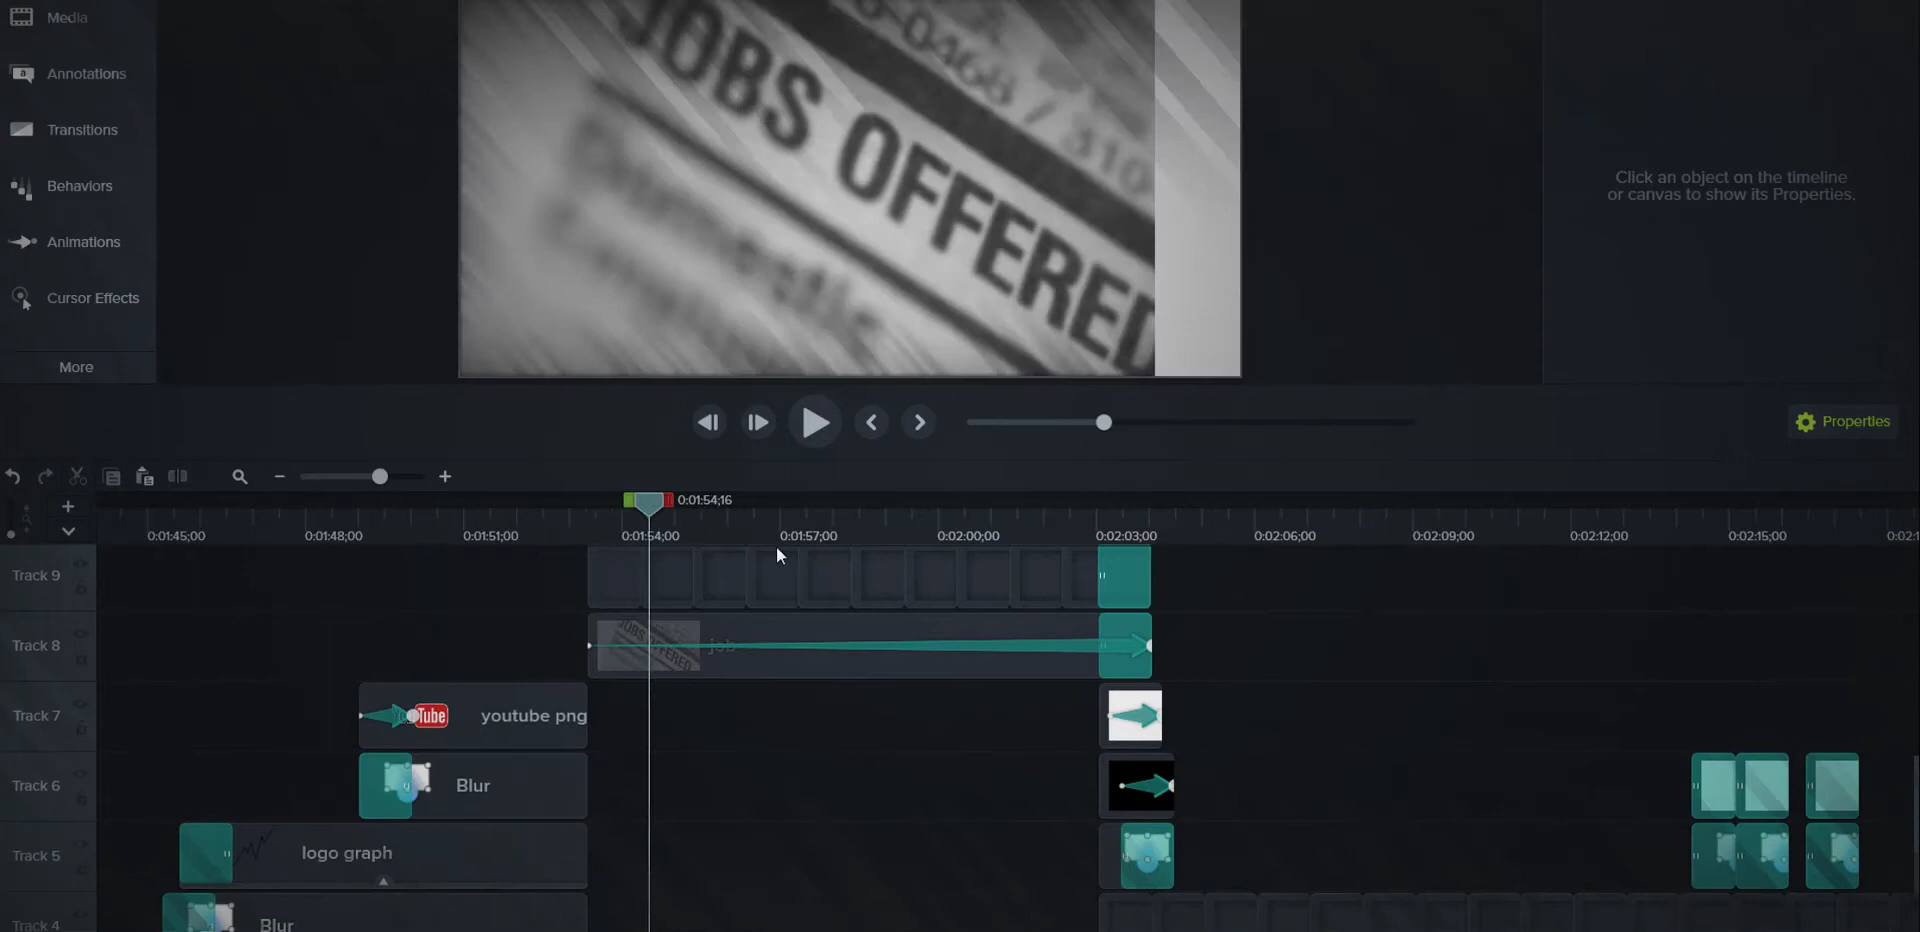 Media
Annotations
Transitions
Behaviors
Animations
Cursor Effects
More
JOBS OFFERED
Click an object on the timeline
or canvas to show its Properties.
Properties
0:01:54;16
0:01:45;00 0:01:48;00 0:01:51;00 0:01:54;00 0:01:57;00 0:02:00;00 0:02:03;00 0:02:06;00 0:02:09;00 0:02:12;00 0:02:15;00
Track 9
Track 8 JOBS OFFERED job
Track 7 Tube youtube png
Track 6 Blur
Track 5 logo graph
Track 4 Blur